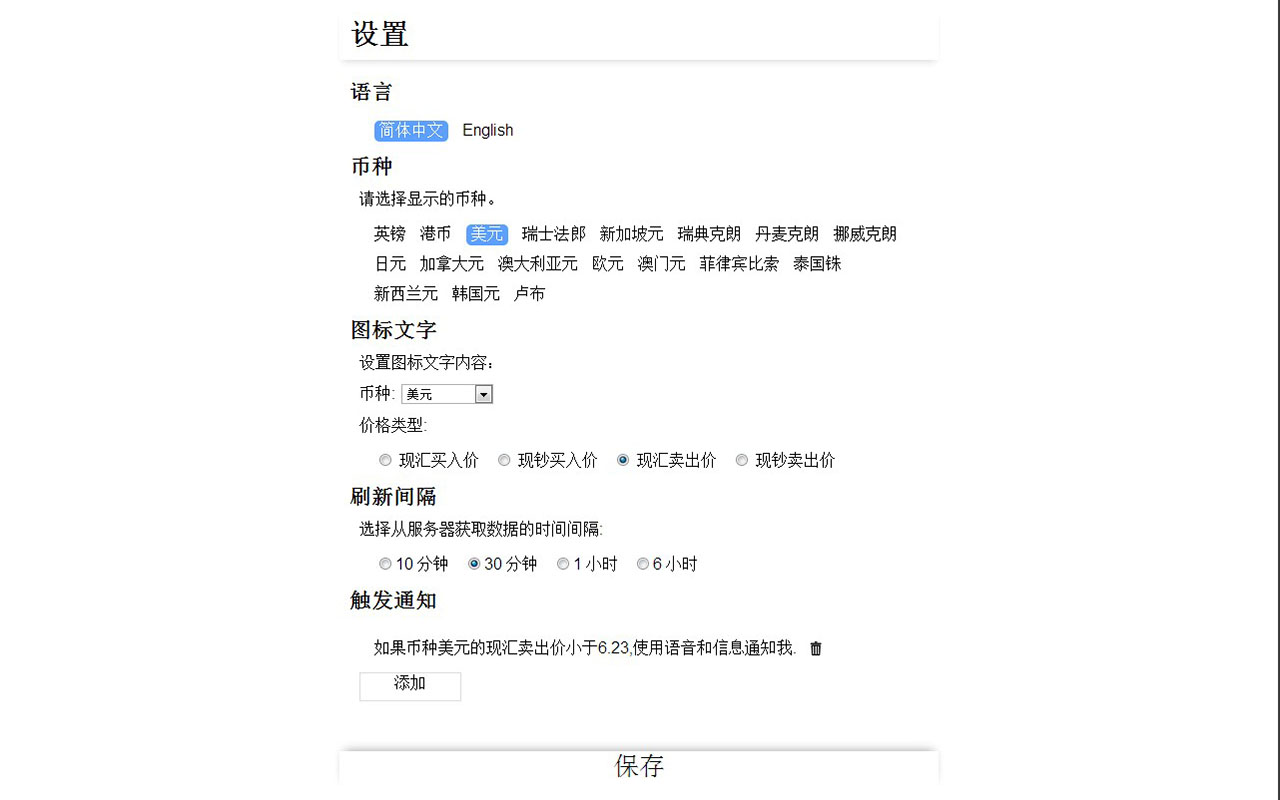 设置
语言
简体中文 English
币种
请选择显示的币种。
英镑 港币 美元 瑞士法郎 新加坡元 瑞典克朗 丹麦克朗 挪威克朗
日元 加拿大元 澳大利亚元 欧元 澳门元 菲律宾比索 泰国铢
新西兰元 韩国元 卢布
图标文字
设置图标文字内容：
币种: 美元
价格类型:
现汇买入价 现钞买入价 现汇卖出价 现钞卖出价
刷新间隔
选择从服务器获取数据的时间间隔:
10 分钟 30 分钟 1 小时 6 小时
触发通知
如果币种美元的现汇卖出价小于6.23,使用语音和信息通知我.
添加
保存